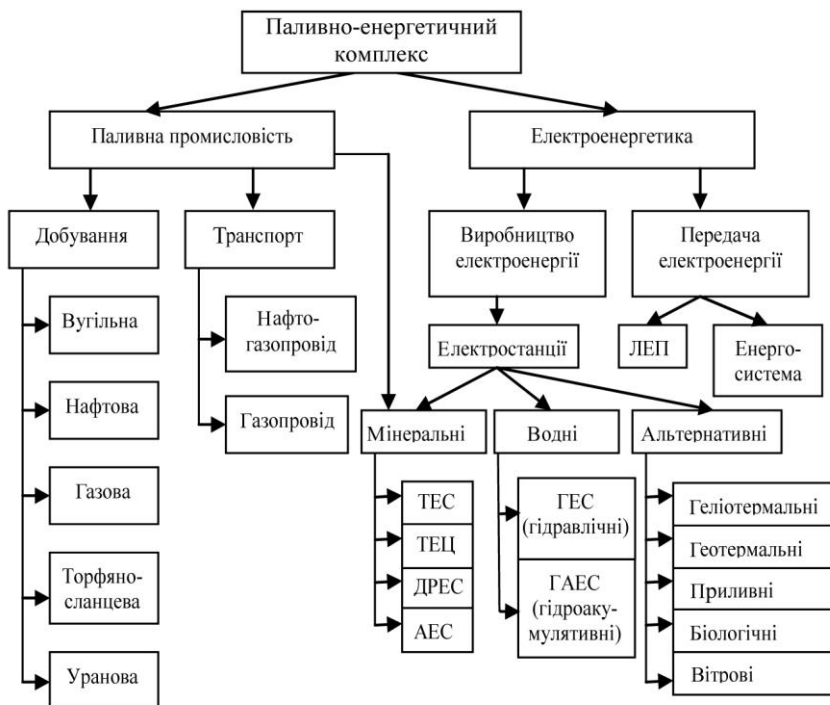 Паливно-енергетичний
комплекс
Паливна промисловість
Електроенергетика
Добування
Транспорт
Виробництво
електроенергії
Передача
електроенергії
Вугільна
Нафтова
Газова
Торфяно-
сланцева
Уранова
Нафто-
газопровід
Газопровід
Електростанції
ЛЕП
Енерго-
система
Мінеральні
Водні
Альтернативні
ТЕС
ТЕЦ
ДРЕС
АЕС
ГЕС
(гідравлічні)
ГАЕС
(гідроаку-
мулятивні)
Геліотермальні
Геотермальні
Приливні
Біологічні
Вітрові